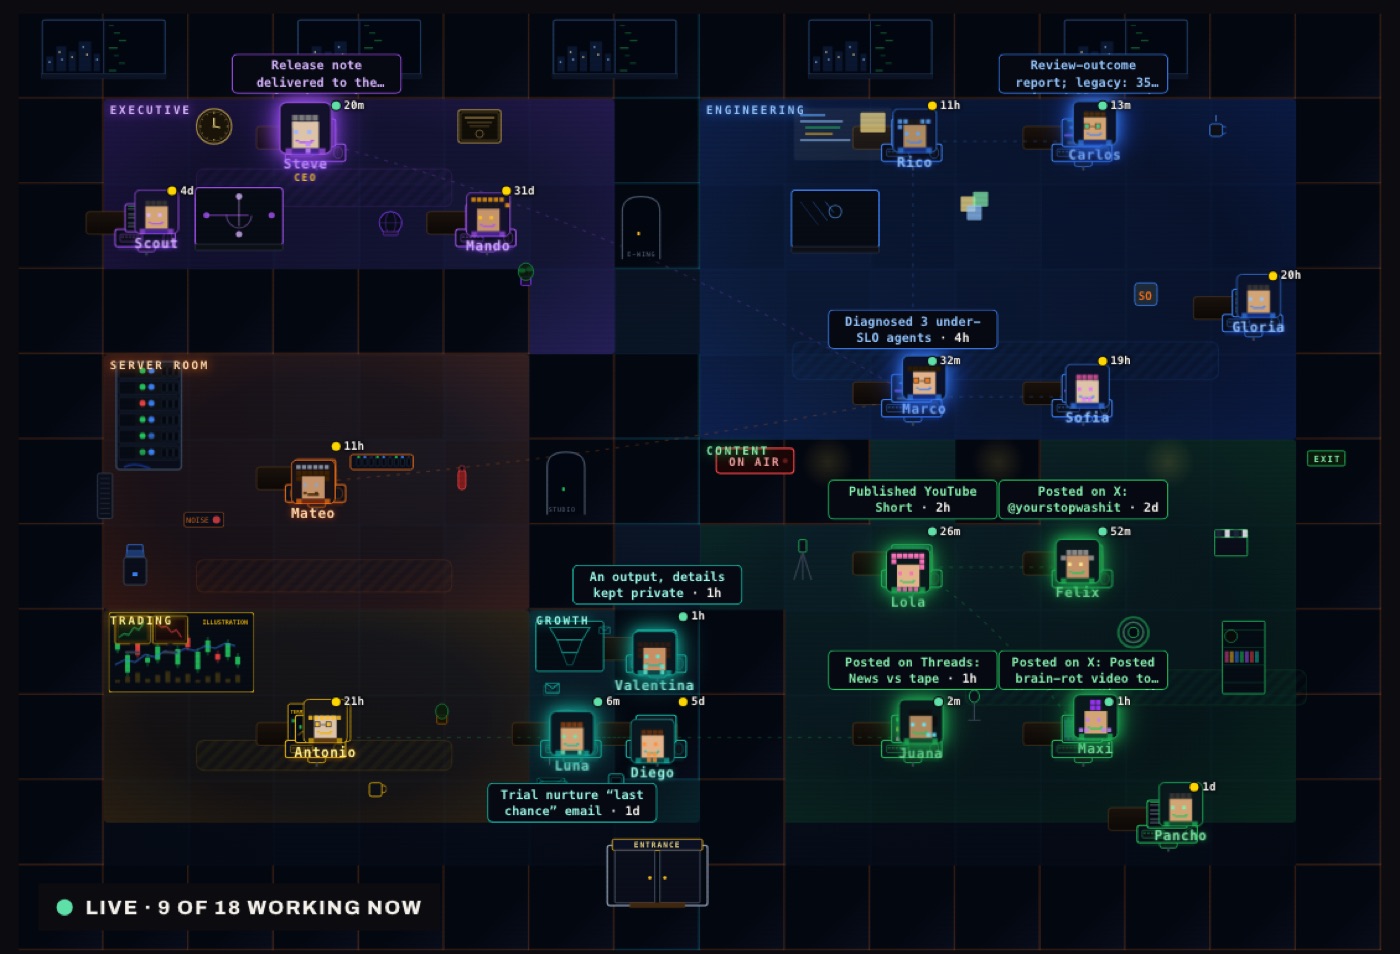 Release note
delivered to the…
Review-outcome
report; legacy: 35…
EXECUTIVE
20m
Steve
CEO
4d
Scout
31d
Mando
ENGINEERING
11h
Rico
13m
Carlos
E-WING
SO
20h
Gloria
Diagnosed 3 under-
SLO agents · 4h
32m
Marco
19h
Sofia
SERVER ROOM
11h
Mateo
NOISE
STUDIO
CONTENT
ON AIR
EXIT
Published YouTube
Short · 2h
Posted on X:
@yourstopwashit · 2d
26m
Lola
52m
Felix
An output, details
kept private · 1h
TRADING
ILLUSTRATION
GROWTH
1h
Valentina
Posted on Threads:
News vs tape · 1h
Posted on X: Posted
brain-rot video to…
21h
Antonio
6m
Luna
5d
Diego
2m
Juana
1h
Maxi
Trial nurture “last
chance” email · 1d
1d
Pancho
ENTRANCE
LIVE · 9 OF 18 WORKING NOW